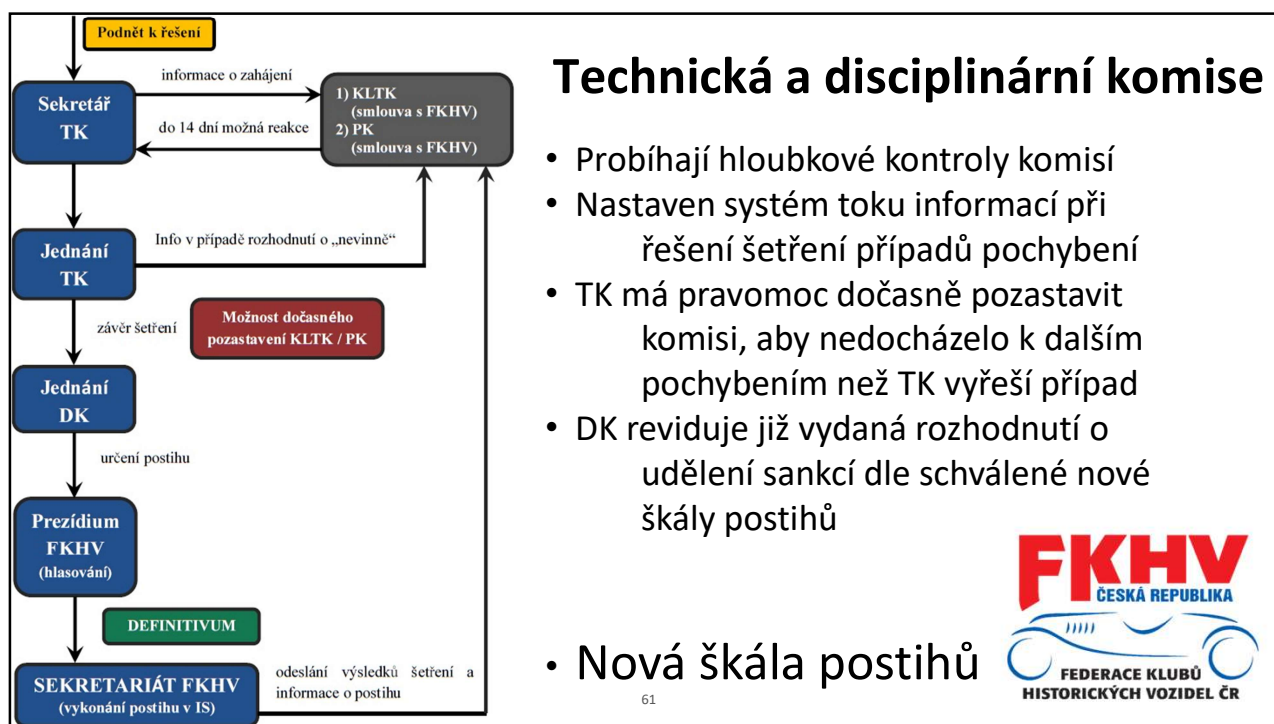 Podnět k řešení
informace o zahájení
Sekretář
TK
1) KLTK
(smlouva s FKHV)
2) PK
(smlouva s FKHV)
do 14 dní možná reakce
Jednání
TK
Info v případě rozhodnutí o „nevinně“
závěr šetření
Možnost dočasného
pozastavení KLTK / PK
Jednání
DK
určení postihu
Prezídium
FKHV
(hlasování)
DEFINITIVUM
SEKRETARIÁT FKHV
(vykonání postihu v IS)
odeslání výsledků šetření a
informace o postihu
Technická a disciplinární komise
• Probíhají hloubkové kontroly komisí
• Nastaven systém toku informací při
řešení šetření případů pochybení
• TK má pravomoc dočasně pozastavit
komisi, aby nedocházelo k dalším
pochybením než TK vyřeší případ
• DK reviduje již vydaná rozhodnutí o
udělení sankcí dle schválené nové
škály postihů
• Nová škála postihů
61
FKHV
ČESKÁ REPUBLIKA
FEDERACE KLUBŮ
HISTORICKÝCH VOZIDEL ČR